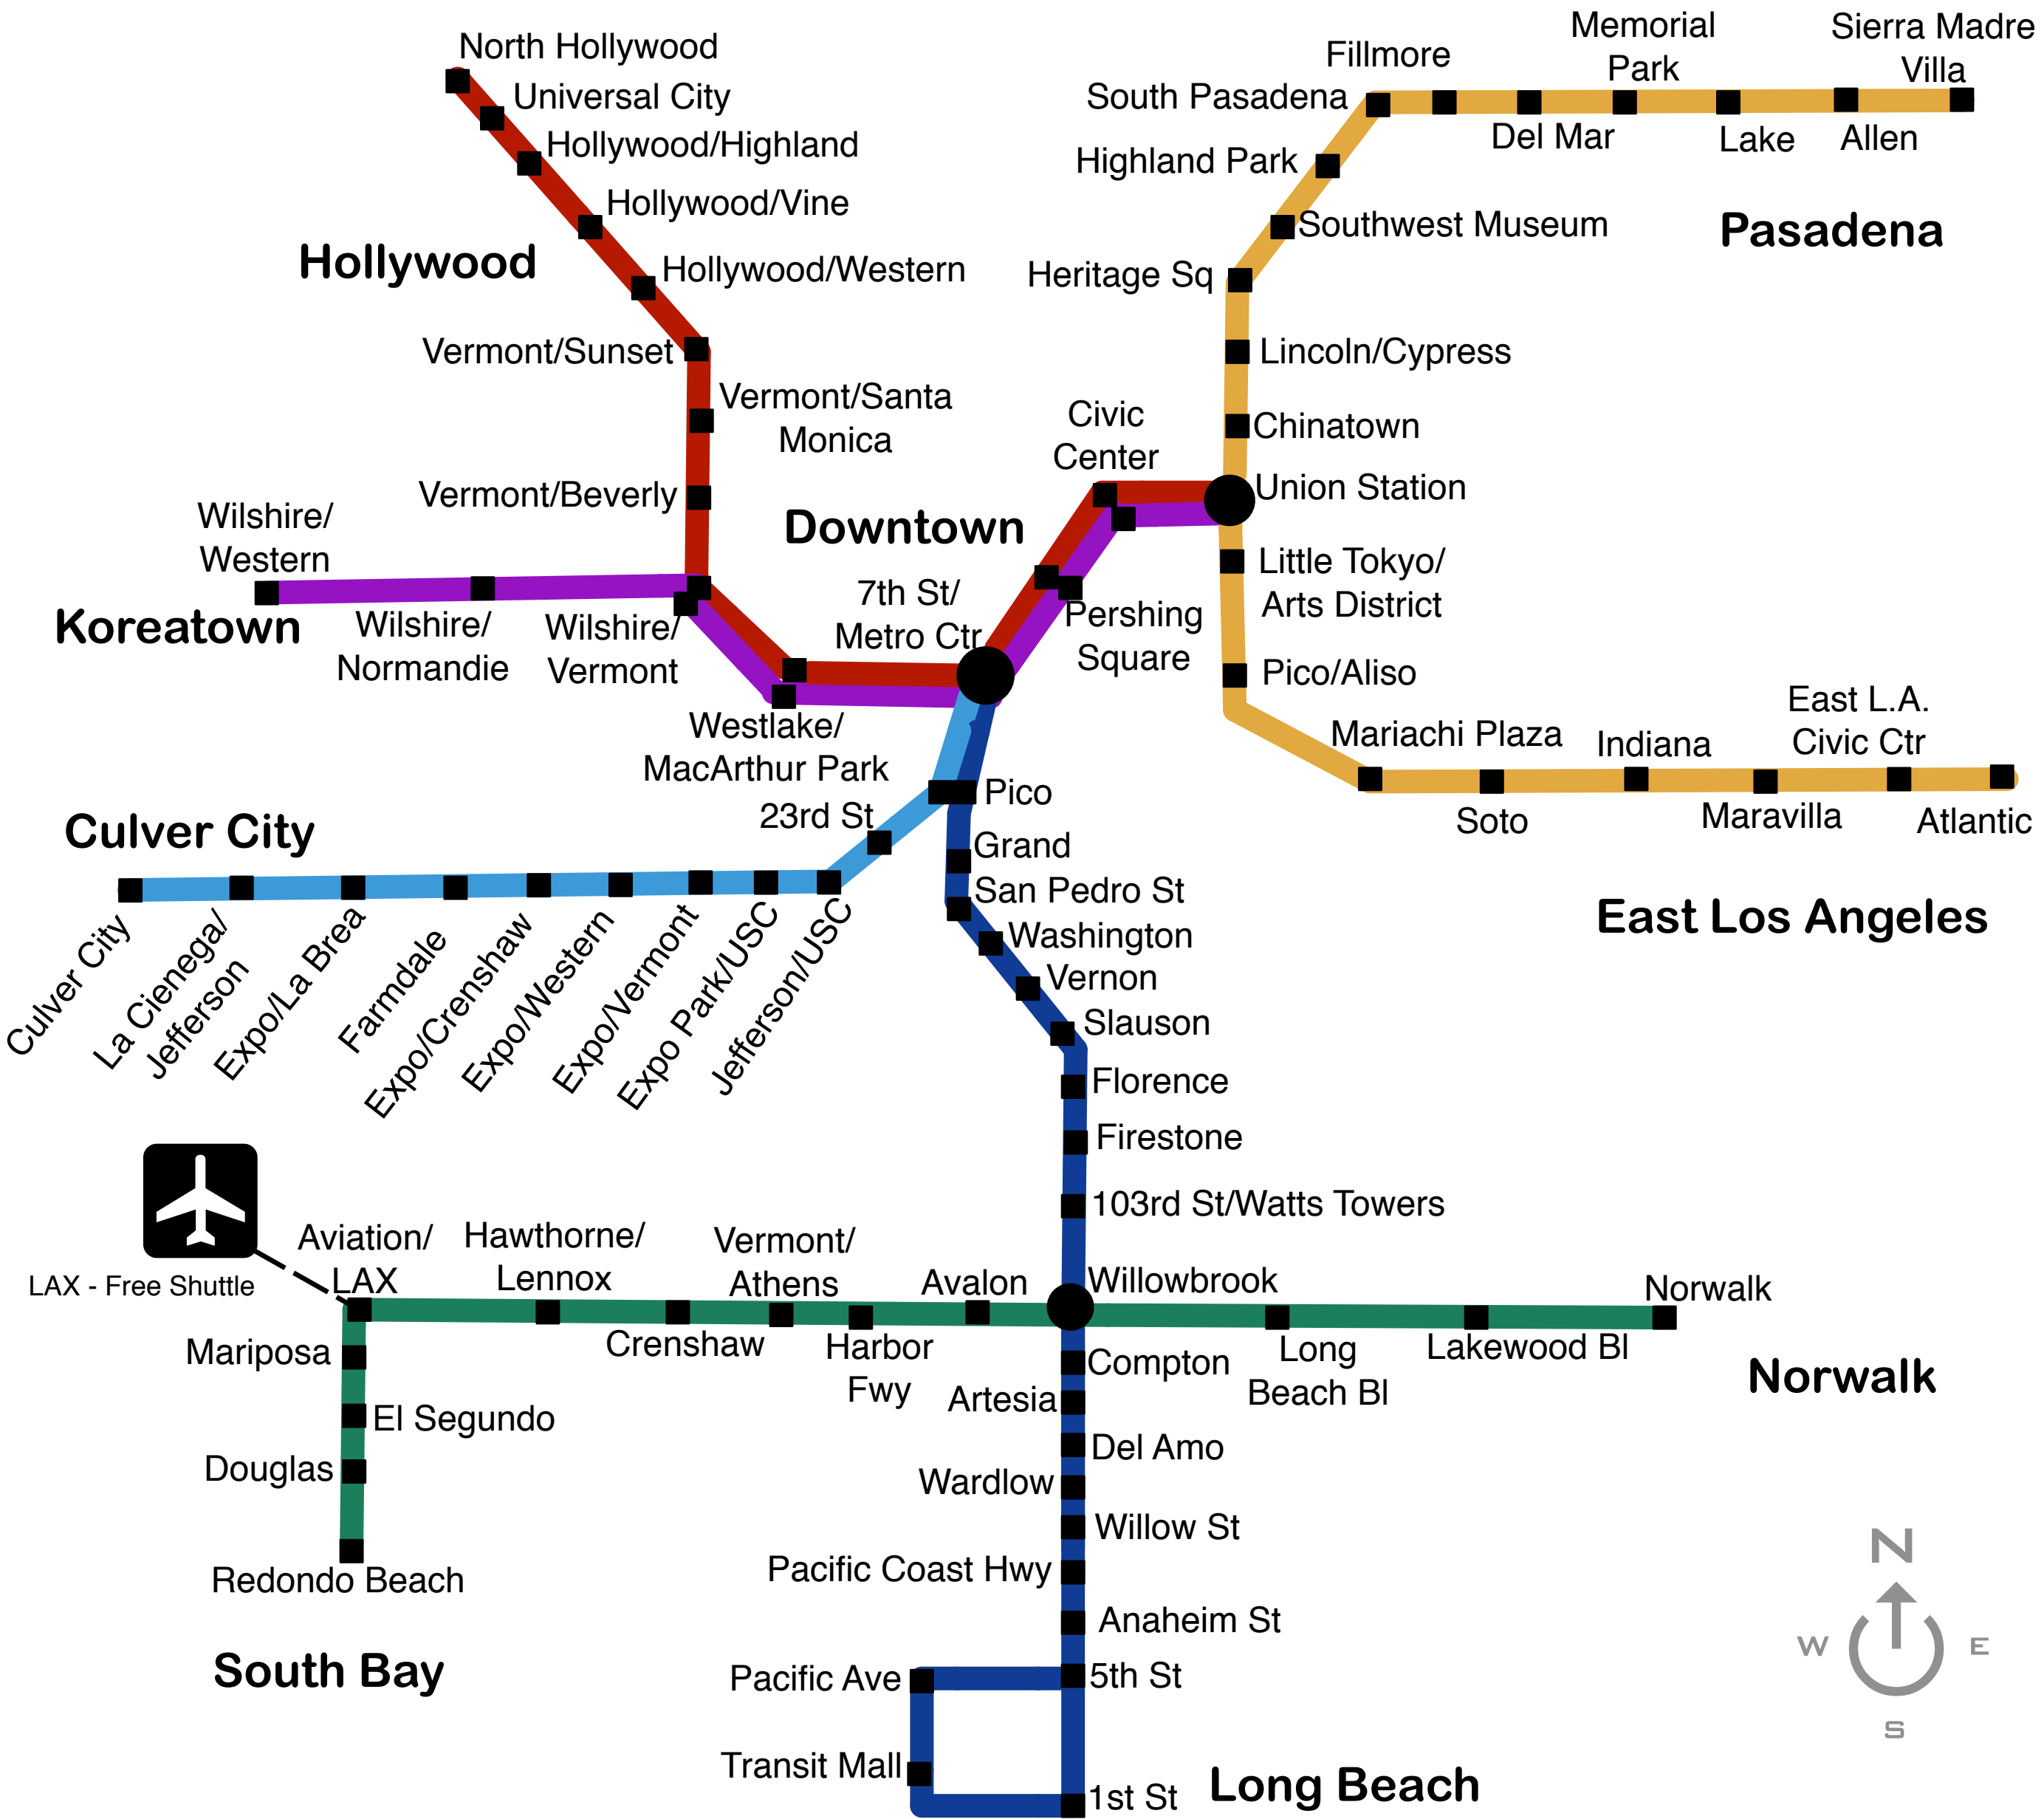 North Hollywood
Universal City
Hollywood/Highland
Hollywood/Vine
Hollywood/Western
Hollywood
Vermont/Sunset
Vermont/Santa
Monica
Vermont/Beverly
Wilshire/
Western
Koreatown
Wilshire/
Normandie
Wilshire/
Vermont
Westlake/
MacArthur Park
Downtown
7th St/
Metro Ctr
Pershing
Square
Civic
Center
Union Station
Fillmore
Memorial
Park
Sierra Madre
Villa
South Pasadena
Del Mar
Lake
Allen
Highland Park
Southwest Museum
Pasadena
Heritage Sq
Lincoln/Cypress
Chinatown
Little Tokyo/
Arts District
Pico/Aliso
Mariachi Plaza
Soto
Indiana
Maravilla
East L.A.
Civic Ctr
Atlantic
East Los Angeles
Culver City
23rd St
Culver City
La Cienega/
Jefferson
Expo/La Brea
Farmdale
Expo/Crenshaw
Expo/Western
Expo/Vermont
Expo Park/USC
Jefferson/USC
Pico
Grand
San Pedro St
Washington
Vernon
Slauson
Florence
Firestone
103rd St/Watts Towers
Willowbrook
LAX - Free Shuttle
Aviation/
LAX
Hawthorne/
Lennox
Crenshaw
Vermont/
Athens
Harbor
Fwy
Avalon
Long
Beach Bl
Lakewood Bl
Norwalk
Norwalk
Mariposa
El Segundo
Douglas
Redondo Beach
South Bay
Compton
Artesia
Del Amo
Wardlow
Willow St
Pacific Coast Hwy
Anaheim St
Pacific Ave
5th St
Transit Mall
1st St
Long Beach
N
W
E
S